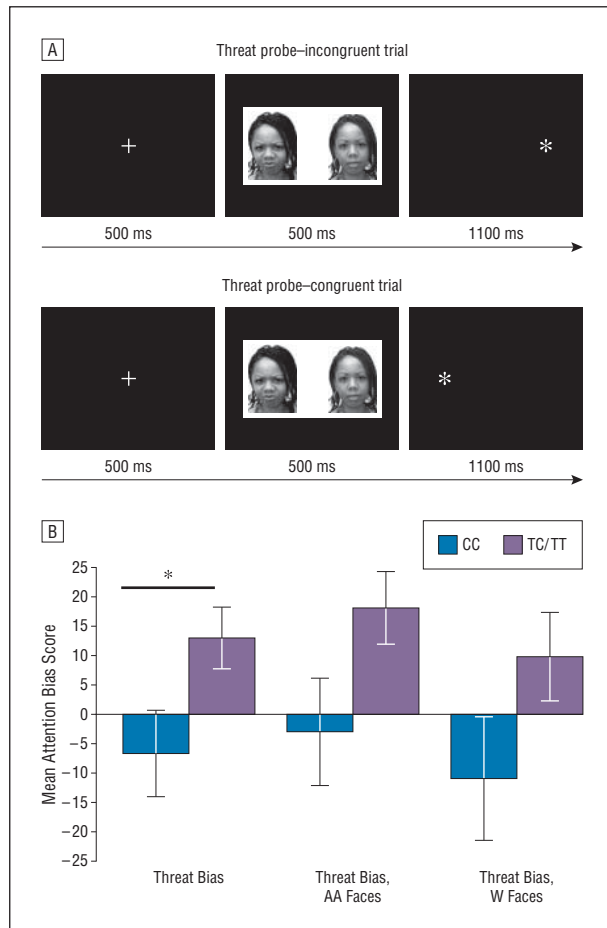 A
Threat probe–incongruent trial
+
*
500 ms 500 ms 1100 ms
Threat probe–congruent trial
+
*
500 ms 500 ms 1100 ms
B
CC TC/TT
Mean Attention Bias Score
25
20
15
10
5
0
−5
−10
−15
−20
−25
*
Threat Bias
Threat Bias,
AA Faces
Threat Bias,
W Faces